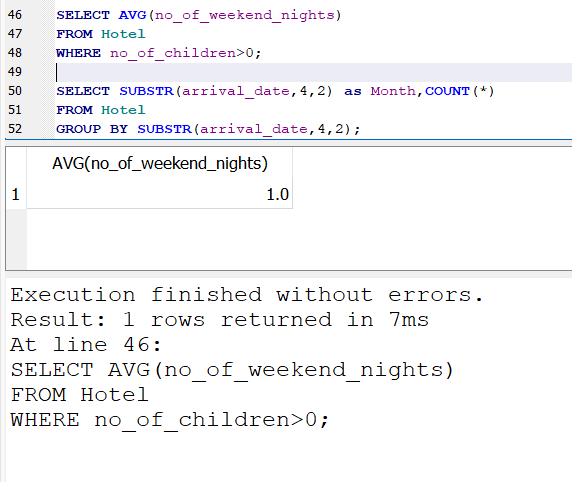 46 SELECT AVG(no_of_weekend_nights)
47 FROM Hotel
48 WHERE no_of_children>0;
49
50 SELECT SUBSTR(arrival_date,4,2) as Month,COUNT(*)
51 FROM Hotel
52 GROUP BY SUBSTR(arrival_date,4,2);
AVG(no_of_weekend_nights)
1 1.0
Execution finished without errors.
Result: 1 rows returned in 7ms
At line 46:
SELECT AVG(no_of_weekend_nights)
FROM Hotel
WHERE no_of_children>0;